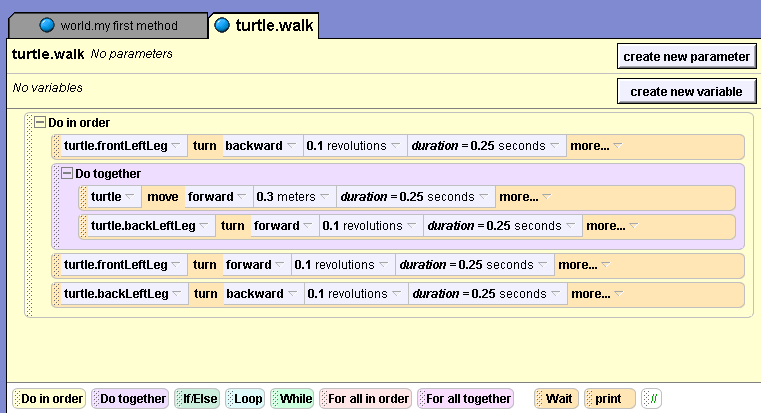 world.my first method turtle.walk
turtle.walk No parameters create new parameter
No variables create new variable
Do in order
turtle.frontLeftLeg turn backward 0.1 revolutions duration = 0.25 seconds more...
Do together
turtle move forward 0.3 meters duration = 0.25 seconds more...
turtle.backLeftLeg turn forward 0.1 revolutions duration = 0.25 seconds more...
turtle.frontLeftLeg turn forward 0.1 revolutions duration = 0.25 seconds more...
turtle.backLeftLeg turn backward 0.1 revolutions duration = 0.25 seconds more...
Do in order Do together If/Else Loop While For all in order For all together Wait print //